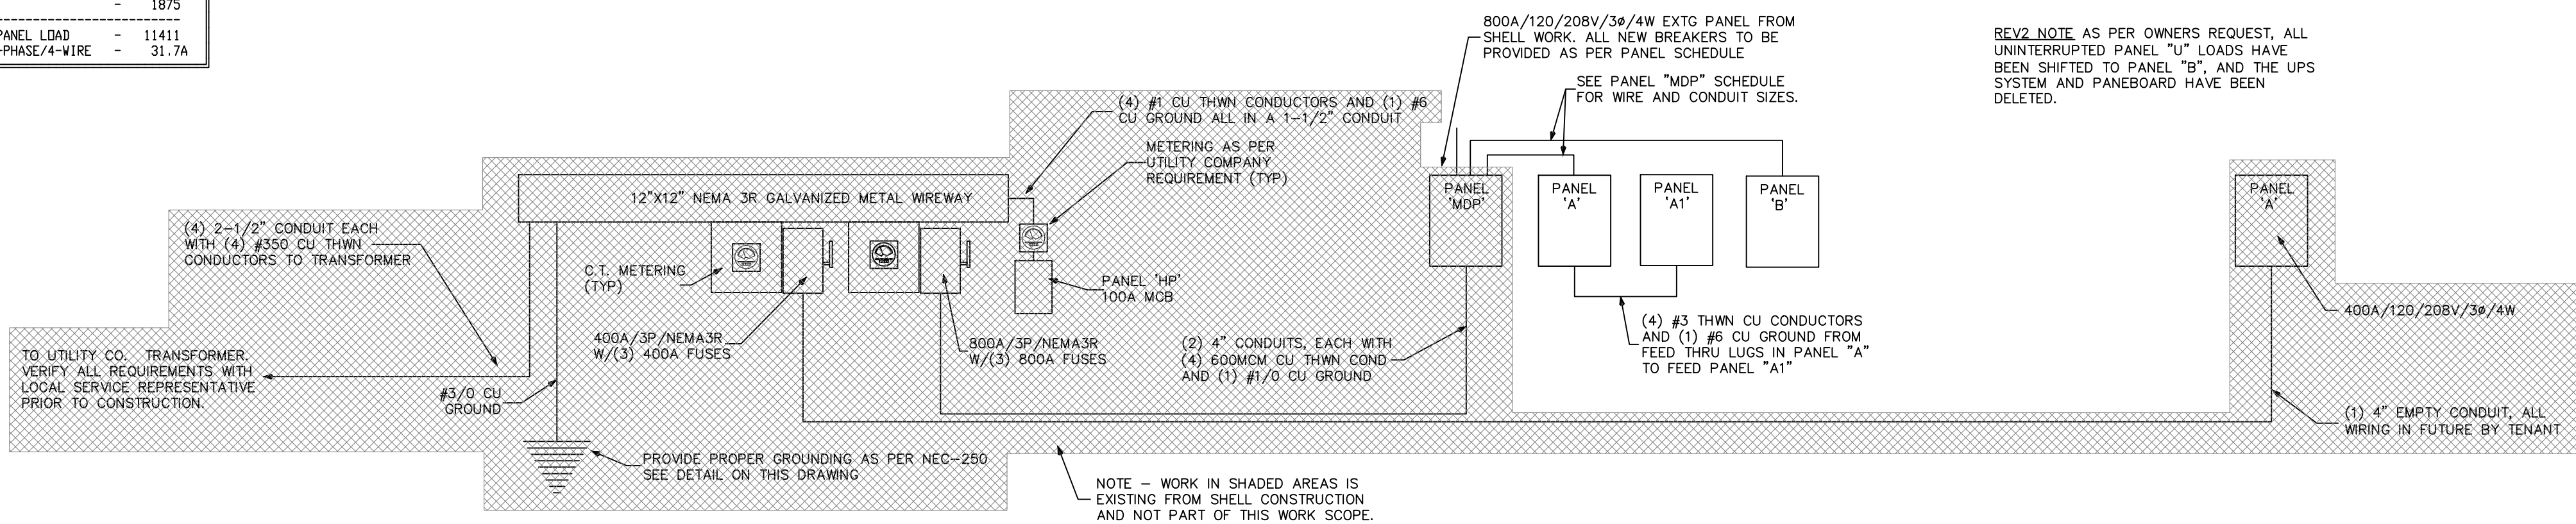 - 1875
PANEL LOAD - 11411
-PHASE/4-WIRE - 31.7A
800A/120/208V/3ø/4W EXTG PANEL FROM
SHELL WORK. ALL NEW BREAKERS TO BE
PROVIDED AS PER PANEL SCHEDULE
REV2 NOTE AS PER OWNERS REQUEST, ALL
UNINTERRUPTED PANEL "U" LOADS HAVE
BEEN SHIFTED TO PANEL "B", AND THE UPS
SYSTEM AND PANEBOARD HAVE BEEN
DELETED.
SEE PANEL "MDP" SCHEDULE
FOR WIRE AND CONDUIT SIZES.
(4) #1 CU THWN CONDUCTORS AND (1) #6
CU GROUND ALL IN A 1-1/2" CONDUIT
METERING AS PER
UTILITY COMPANY
REQUIREMENT (TYP)
12"X12" NEMA 3R GALVANIZED METAL WIREWAY
PANEL
'MDP'
PANEL
'A'
PANEL
'A1'
PANEL
'B'
PANEL
'A'
(4) 2-1/2" CONDUIT EACH
WITH (4) #350 CU THWN
CONDUCTORS TO TRANSFORMER
C.T. METERING
(TYP)
PANEL 'HP'
100A MCB
400A/3P/NEMA3R
W/(3) 400A FUSES
800A/3P/NEMA3R
W/(3) 800A FUSES
(2) 4" CONDUITS, EACH WITH
(4) 600MCM CU THWN COND
AND (1) #1/0 CU GROUND
(4) #3 THWN CU CONDUCTORS
AND (1) #6 CU GROUND FROM
FEED THRU LUGS IN PANEL "A"
TO FEED PANEL "A1"
400A/120/208V/3ø/4W
TO UTILITY CO. TRANSFORMER.
VERIFY ALL REQUIREMENTS WITH
LOCAL SERVICE REPRESENTATIVE
PRIOR TO CONSTRUCTION.
#3/0 CU
GROUND
(1) 4" EMPTY CONDUIT, ALL
WIRING IN FUTURE BY TENANT
PROVIDE PROPER GROUNDING AS PER NEC-250
SEE DETAIL ON THIS DRAWING
NOTE - WORK IN SHADED AREAS IS
EXISTING FROM SHELL CONSTRUCTION
AND NOT PART OF THIS WORK SCOPE.